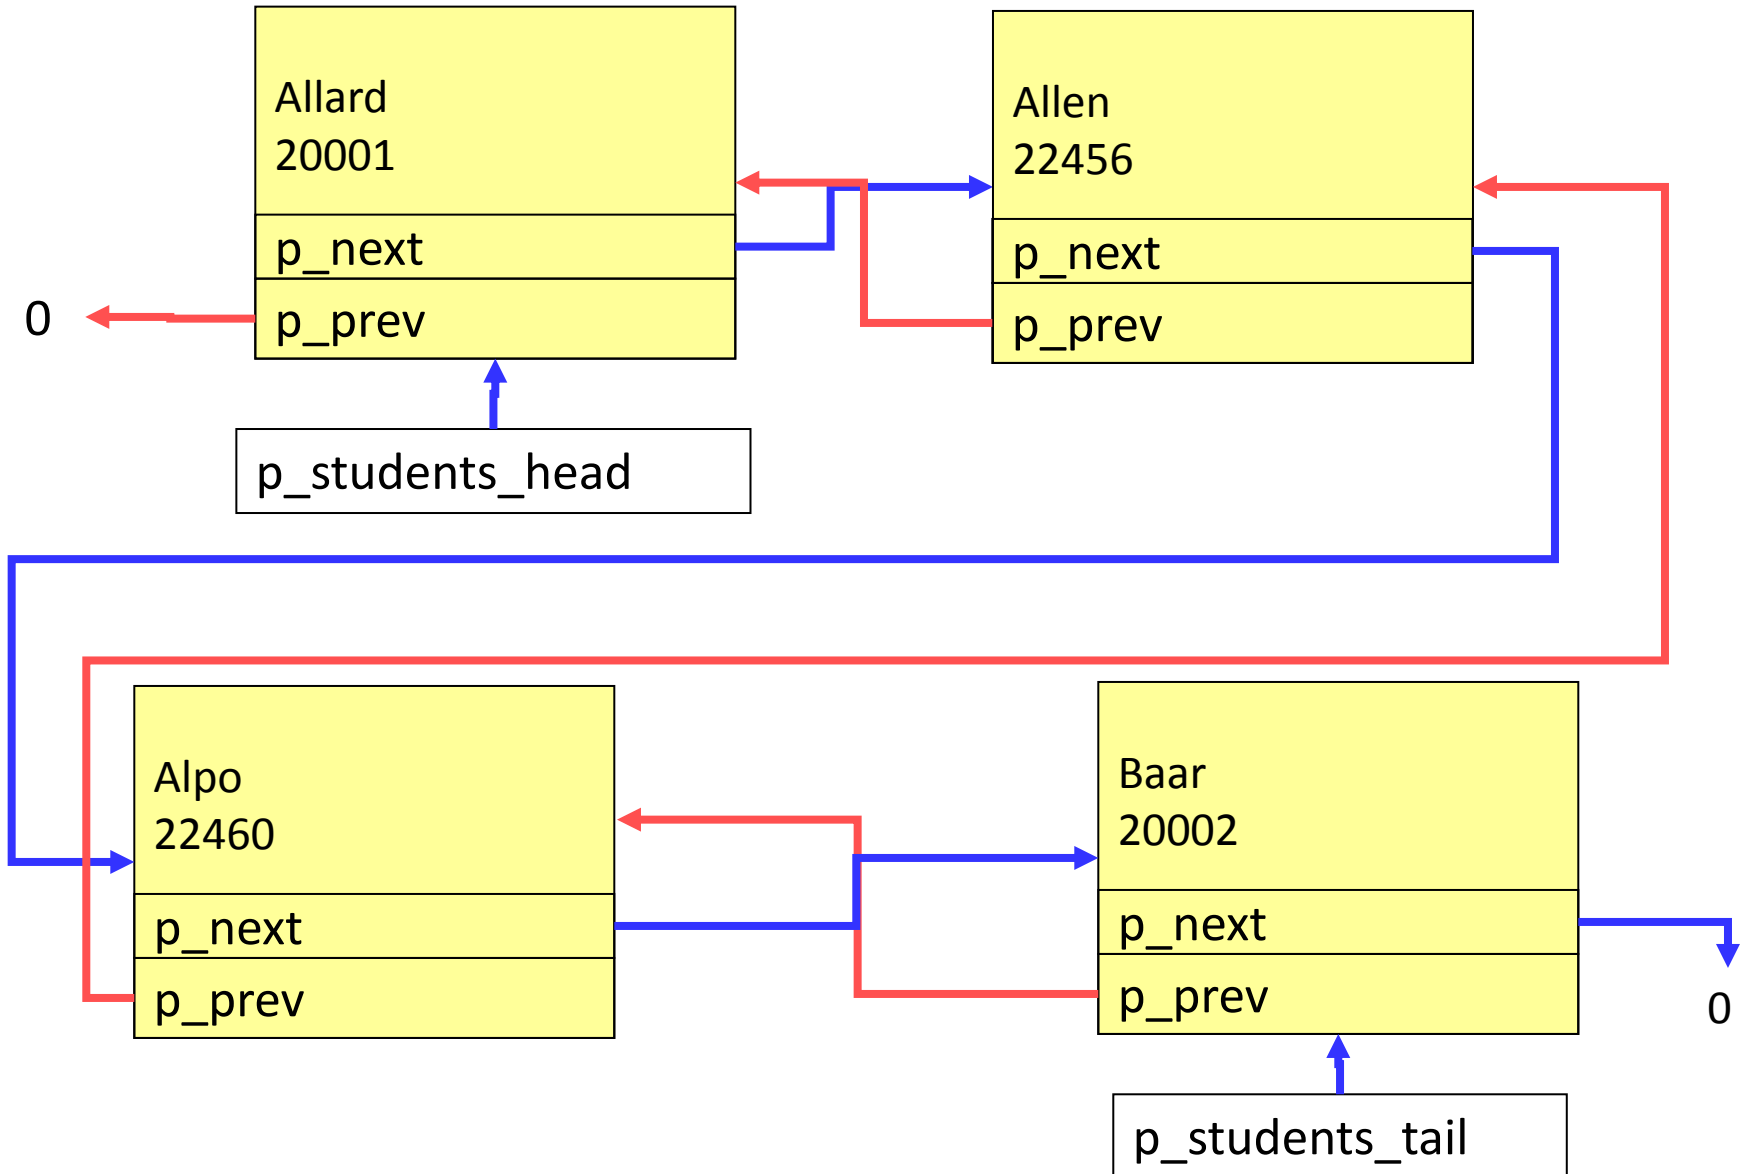 Allard
20001
p_next
p_prev
0
p_students_head
Allen
22456
p_next
p_prev
Alpo
22460
p_next
p_prev
Baar
20002
p_next
p_prev
0
p_students_tail